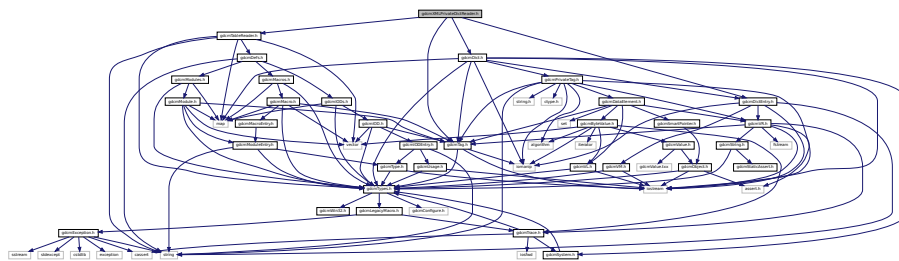 gdcmXMLPrivateDictReader.h
gdcmTableReader.h
gdcmDefs.h
gdcmDict.h
gdcmModules.h
gdcmMacros.h
gdcmPrivateTag.h
gdcmModule.h
gdcmMacro.h
gdcmIODs.h
string.h
ctype.h
gdcmDataElement.h
gdcmDictEntry.h
map
gdcmMacroEntry.h
gdcmIOD.h
set
gdcmByteValue.h
gdcmSmartPointer.h
gdcmVR.h
gdcmModuleEntry.h
vector
gdcmIODEntry.h
gdcmTag.h
algorithm
iterator
gdcmValue.h
gdcmString.h
fstream
gdcmType.h
gdcmUsage.h
iomanip
gdcmVL.h
gdcmVM.h
gdcmValue.txx
gdcmObject.h
gdcmStaticAssert.h
gdcmTypes.h
iostream
assert.h
gdcmWin32.h
gdcmLegacyMacro.h
gdcmConfigure.h
gdcmException.h
gdcmTrace.h
sstream
stdexcept
cstdlib
exception
cassert
string
iosfwd
gdcmSystem.h